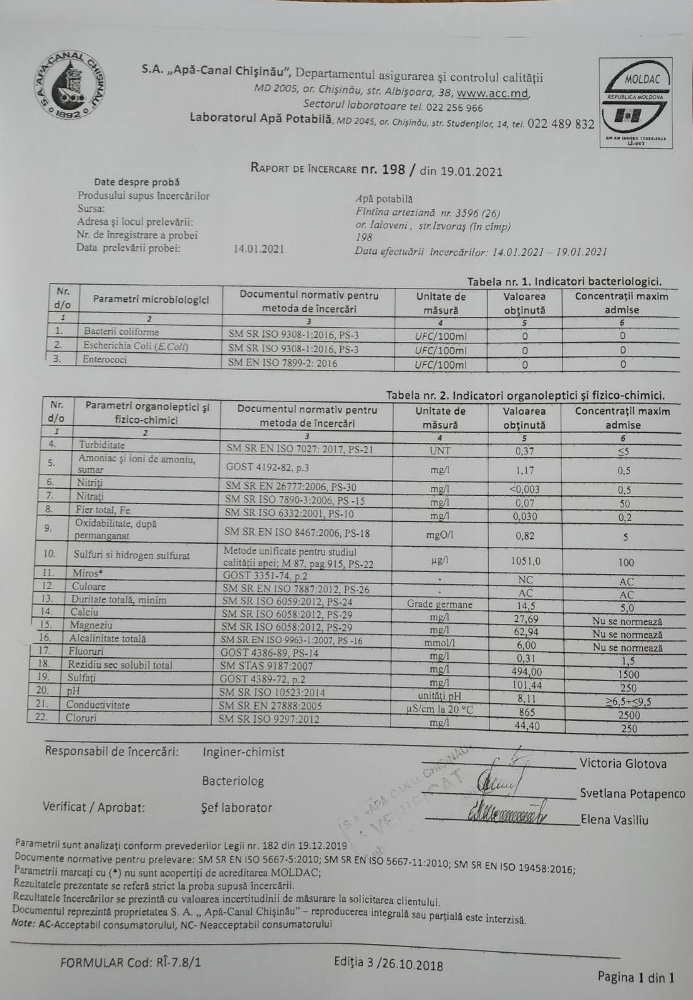 S.A. „APĂ-CANAL CHIȘINĂU”
1892
S.A. „Apă-Canal Chişinău”, Departamentul asigurarea şi controlul calităţii
MD 2005, or. Chişinău, str. Albişoara, 38, www.acc.md,
Sectorul laboratoare tel. 022 256 966
Laboratorul Apă Potabilă, MD 2045, or. Chişinău, str. Studenţilor, 14, tel. 022 489 832
MOLDAC
REPUBLICA MOLDOVA
SM EN ISO/IEC 17025:2018
LÎ-067
RAPORT DE ÎNCERCARE nr. 198 / din 19.01.2021
Date despre probă
Produsului supus încercărilor Apă potabilă
Sursa: Fîntîna arteziană nr. 3596 (26)
Adresa şi locul prelevării: or. Ialoveni , str.Izvoraş (în cîmp)
Nr. de înregistrare a probei 198
Data prelevării probei: 14.01.2021 Data efectuării încercărilor: 14.01.2021 – 19.01.2021
Tabela nr. 1. Indicatori bacteriologici.
Nr. d/o Parametri microbiologici Documentul normativ pentru metoda de încercări Unitate de măsură Valoarea obţinută Concentraţii maxim admise
1 2 3 4 5 6
1. Bacterii coliforme SM SR ISO 9308-1:2016, PS-3 UFC/100ml 0 0
2. Escherichia Coli (E.Coli) SM SR ISO 9308-1:2016, PS-3 UFC/100ml 0 0
3. Enterococi SM EN ISO 7899-2: 2016 UFC/100ml 0 0
Tabela nr. 2. Indicatori organoleptici şi fizico-chimici.
Nr. d/o Parametri organoleptici şi fizico-chimici Documentul normativ pentru metoda de încercări Unitate de măsură Valoarea obţinută Concentraţii maxim admise
1 2 3 4 5 6
4. Turbiditate SM SR EN ISO 7027: 2017, PS-21 UNT 0,37 ≤5
5. Amoniac şi ioni de amoniu, sumar GOST 4192-82, p.3 mg/l 1,17 0,5
6. Nitriţi SM SR EN 26777:2006, PS-30 mg/l <0,003 0,5
7. Nitraţi SM SR ISO 7890-3:2006, PS -15 mg/l 0,07 50
8. Fier total, Fe SM SR ISO 6332:2001, PS-10 mg/l 0,030 0,2
9. Oxidabilitate, după permanganat SM SR EN ISO 8467:2006, PS-18 mgO/l 0,82 5
10. Sulfuri si hidrogen sulfurat Metode unificate pentru studiul calităţii apei; M 87, pag.915, PS-22 µg/l 1051,0 100
11. Miros* GOST 3351-74, p.2 - NC AC
12. Culoare SM SR EN ISO 7887:2012, PS-26 - AC AC
13. Duritate totală, minim SM SR ISO 6059:2012, PS-24 Grade germane 14,5 5,0
14. Calciu SM SR ISO 6058:2012, PS-29 mg/l 27,69 Nu se normează
15. Magneziu SM SR ISO 6058:2012, PS-29 mg/l 62,94 Nu se normează
16. Alcalinitate totală SM SR EN ISO 9963-1:2007, PS -16 mmol/l 6,00 Nu se normează
17. Fluoruri GOST 4386-89, PS-14 mg/l 0,31 1,5
18. Rezidiu sec solubil total SM STAS 9187:2007 mg/l 494,00 1500
19. Sulfaţi GOST 4389-72, p.2 mg/l 101,44 250
20. pH SM SR ISO 10523:2014 unităţi pH 8,11 ≥6,5÷≤9,5
21. Conductivitate SM SR EN 27888:2005 µS/cm la 20 °C 865 2500
22. Cloruri SM SR ISO 9297:2012 mg/l 44,40 250
Responsabil de încercări: Inginer-chimist Victoria Glotova
Bacteriolog Svetlana Potapenco
Verificat / Aprobat: Şef laborator Elena Vasiliu
Parametrii sunt analizaţi conform prevederilor Legii nr. 182 din 19.12.2019
Documente normative pentru prelevare: SM SR EN ISO 5667-5:2010; SM SR EN ISO 5667-11:2010; SM SR EN ISO 19458:2016;
Parametrii marcaţi cu (*) nu sunt acopertiţi de acreditarea MOLDAC;
Rezultatele prezentate se referă strict la proba supusă încercării.
Rezultatele încercărilor se prezintă cu valoarea incertitudinii de măsurare la solicitarea clientului.
Documentul reprezintă proprietatea S. A. „ Apă-Canal Chişinău” – reproducerea integrală sau parţială este interzisă.
Note: AC-Acceptabil consumatorului, NC- Neacceptabil consumatorului
FORMULAR Cod: RÎ-7.8/1 Ediţia 3 /26.10.2018
Pagina 1 din 1